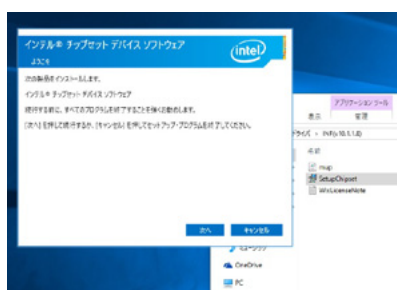 インテル® チップセット デバイス ソフトウェア
ようこそ
intel
次の製品をインストールします。
インテル® チップセット デバイス ソフトウェア
続行する前に、すべてのプログラムを終了することを強くお勧めします。
[次へ] を押して続行するか、[キャンセル] を押してセットアップ・プログラムを終了してください。
次へ
キャンセル
アプリケーション ツール
表示
管理
名前
mup
SetupChipset
WinLicenseNote
ミュージック
OneDrive
PC